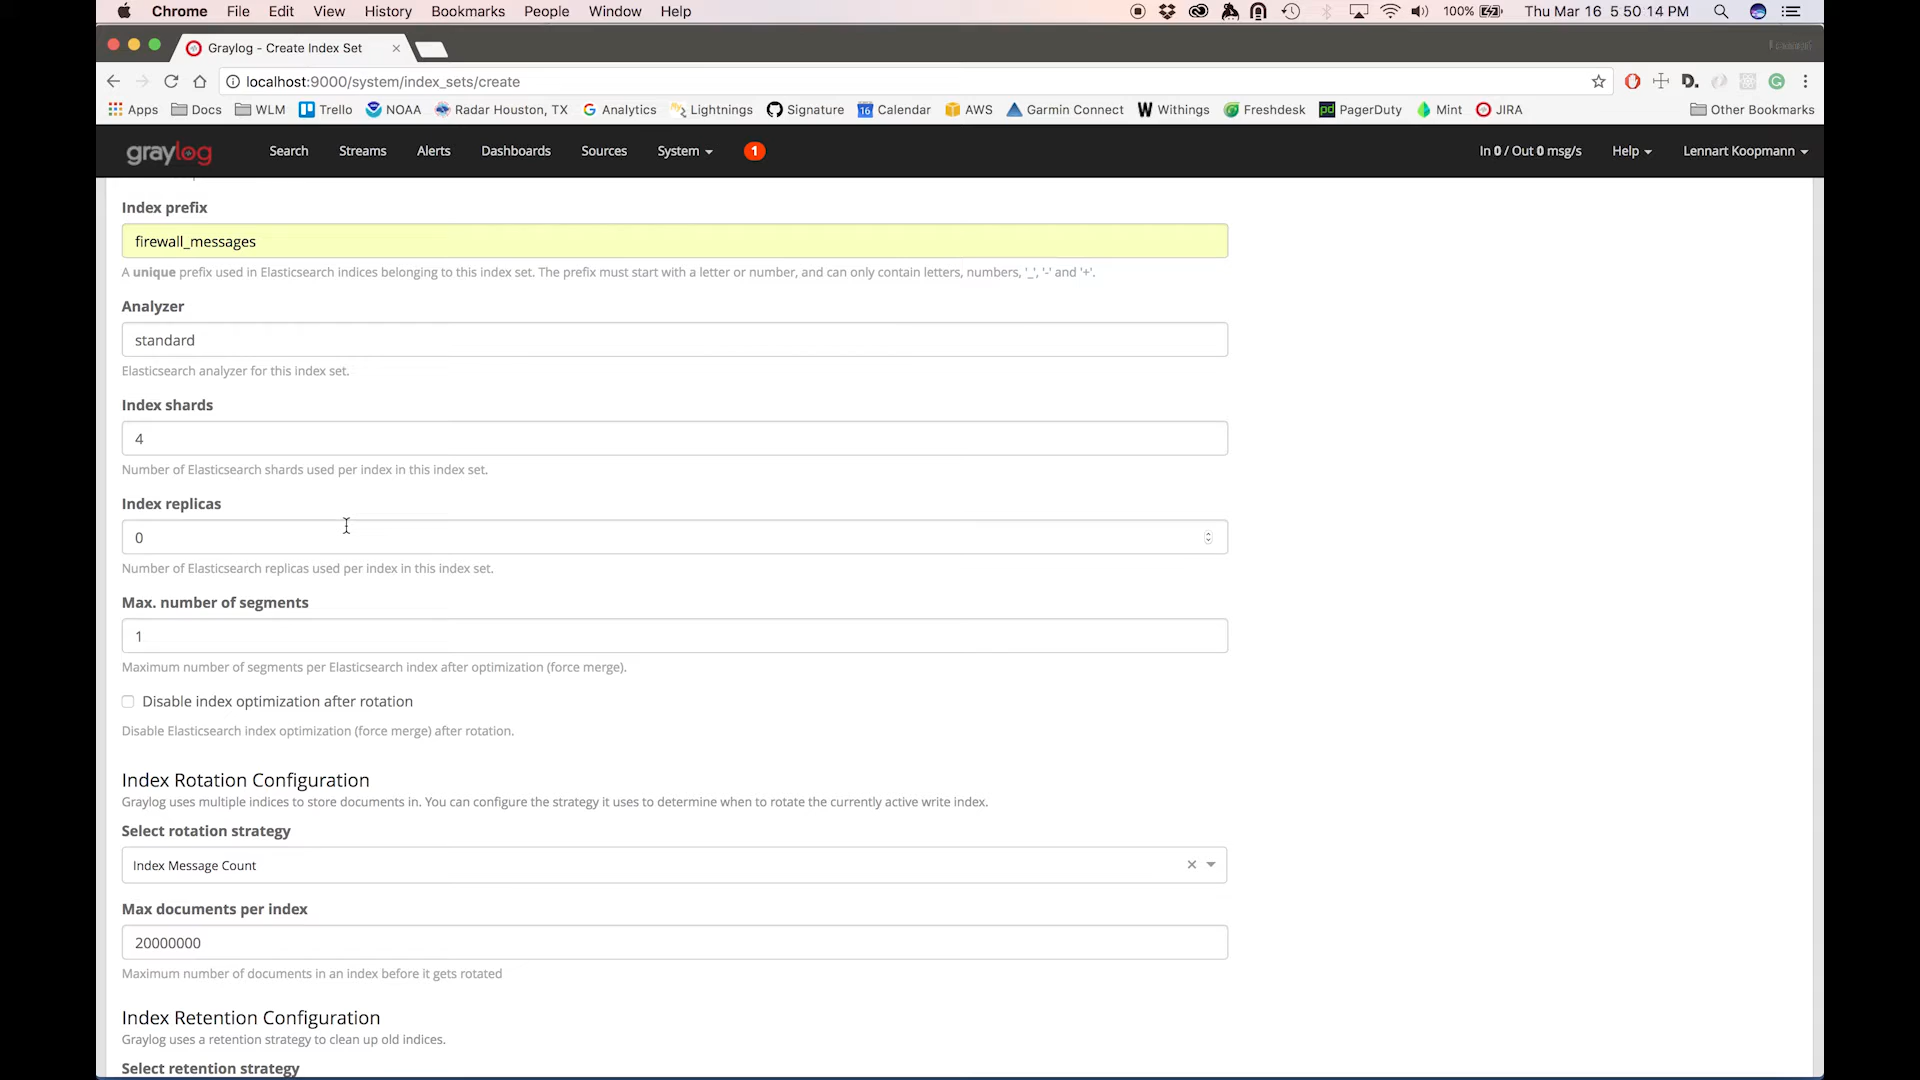 Chrome File Edit View History Bookmarks People Window Help 100% Thu Mar 16 5 50 14 PM
Graylog - Create Index Set
localhost:9000/system/index_sets/create
Apps Docs WLM Trello NOAA Radar Houston, TX Analytics Lightnings Signature 16 Calendar AWS Garmin Connect Withings Freshdesk pd PagerDuty Mint JIRA Other Bookmarks
graylog Search Streams Alerts Dashboards Sources System 1 In 0 / Out 0 msg/s Help Lennart Koopmann
Index prefix
firewall_messages
A unique prefix used in Elasticsearch indices belonging to this index set. The prefix must start with a letter or number, and can only contain letters, numbers, '_', '-' and '+'.
Analyzer
standard
Elasticsearch analyzer for this index set.
Index shards
4
Number of Elasticsearch shards used per index in this index set.
Index replicas
0
Number of Elasticsearch replicas used per index in this index set.
Max. number of segments
1
Maximum number of segments per Elasticsearch index after optimization (force merge).
Disable index optimization after rotation
Disable Elasticsearch index optimization (force merge) after rotation.
Index Rotation Configuration
Graylog uses multiple indices to store documents in. You can configure the strategy it uses to determine when to rotate the currently active write index.
Select rotation strategy
Index Message Count
Max documents per index
20000000
Maximum number of documents in an index before it gets rotated
Index Retention Configuration
Graylog uses a retention strategy to clean up old indices.
Select retention strategy